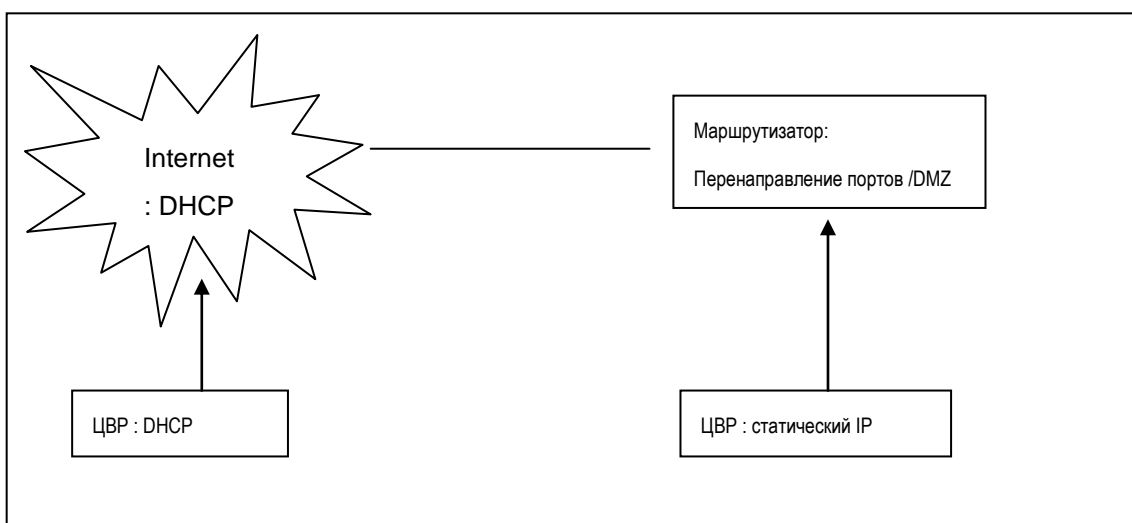 Internet
: DHCP
Маршрутизатор:
Перенаправление портов /DMZ
ЦВР : DHCP
ЦВР : статический IP